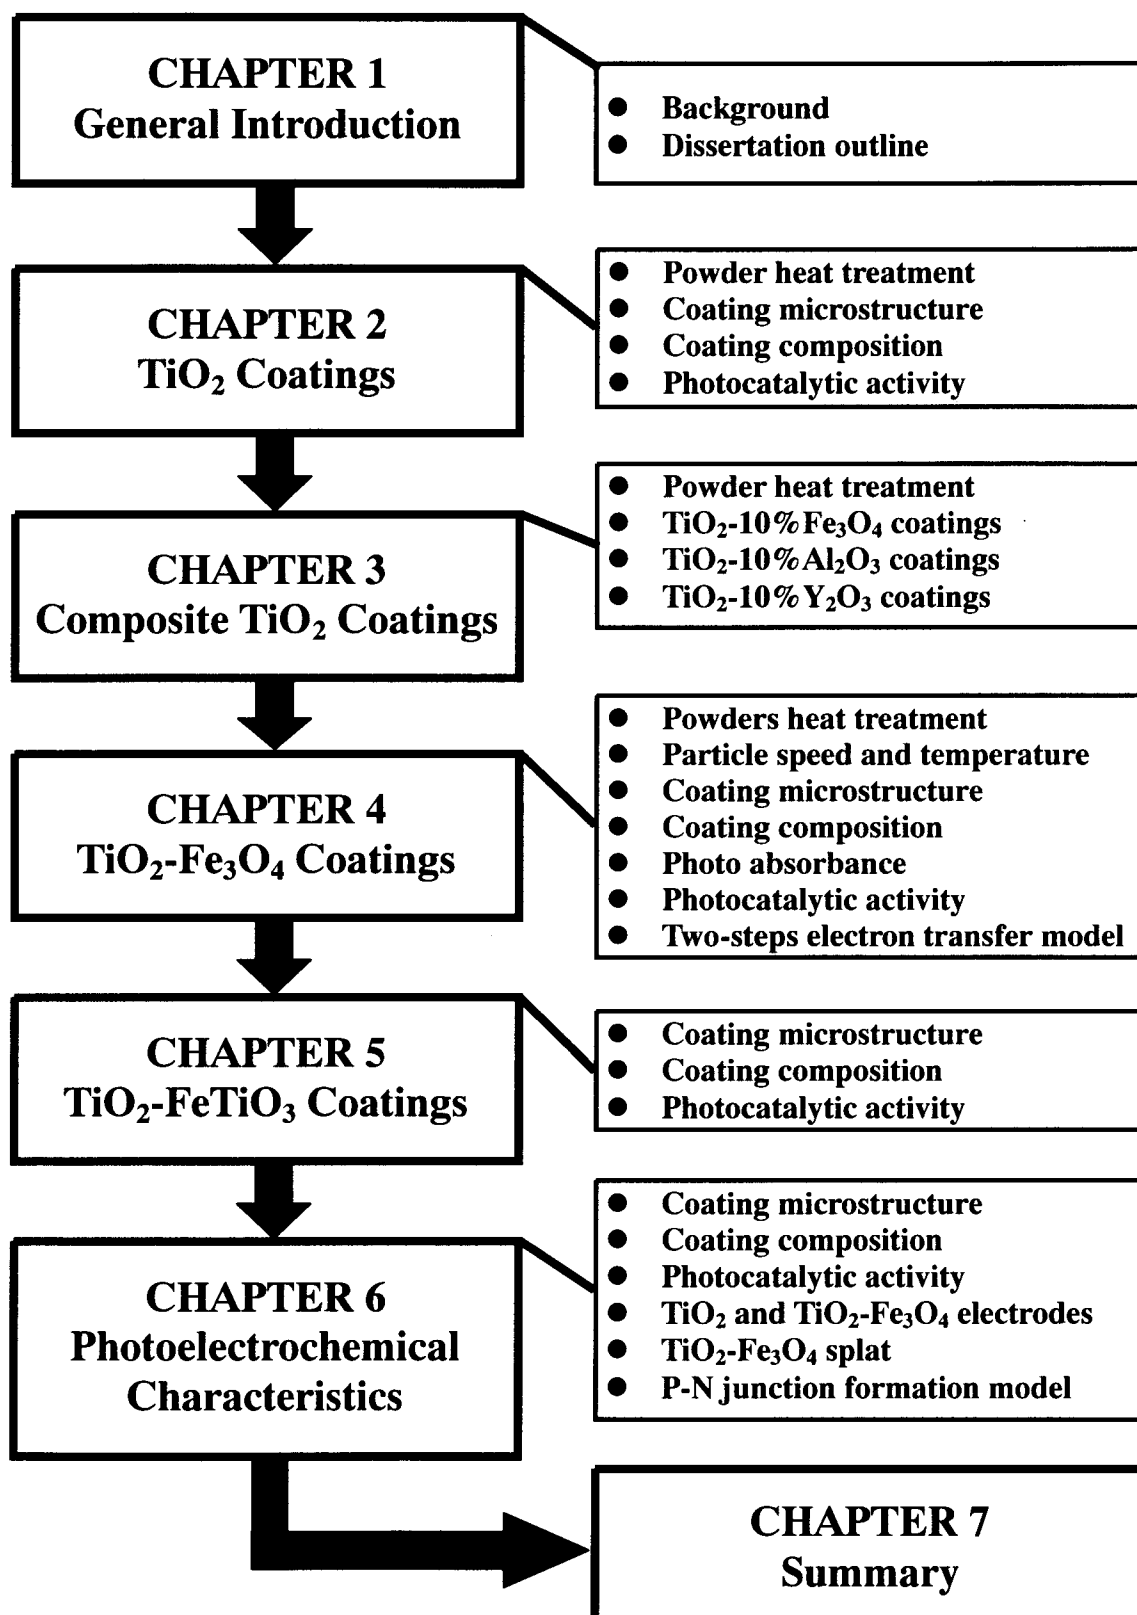 CHAPTER 1
General Introduction
● Background
● Dissertation outline
CHAPTER 2
TiO₂ Coatings
● Powder heat treatment
● Coating microstructure
● Coating composition
● Photocatalytic activity
CHAPTER 3
Composite TiO₂ Coatings
● Powder heat treatment
● TiO₂-10%Fe₃O₄ coatings
● TiO₂-10%Al₂O₃ coatings
● TiO₂-10%Y₂O₃ coatings
CHAPTER 4
TiO₂-Fe₃O₄ Coatings
● Powders heat treatment
● Particle speed and temperature
● Coating microstructure
● Coating composition
● Photo absorbance
● Photocatalytic activity
● Two-steps electron transfer model
CHAPTER 5
TiO₂-FeTiO₃ Coatings
● Coating microstructure
● Coating composition
● Photocatalytic activity
CHAPTER 6
Photoelectrochemical
Characteristics
● Coating microstructure
● Coating composition
● Photocatalytic activity
● TiO₂ and TiO₂-Fe₃O₄ electrodes
● TiO₂-Fe₃O₄ splat
● P-N junction formation model
CHAPTER 7
Summary